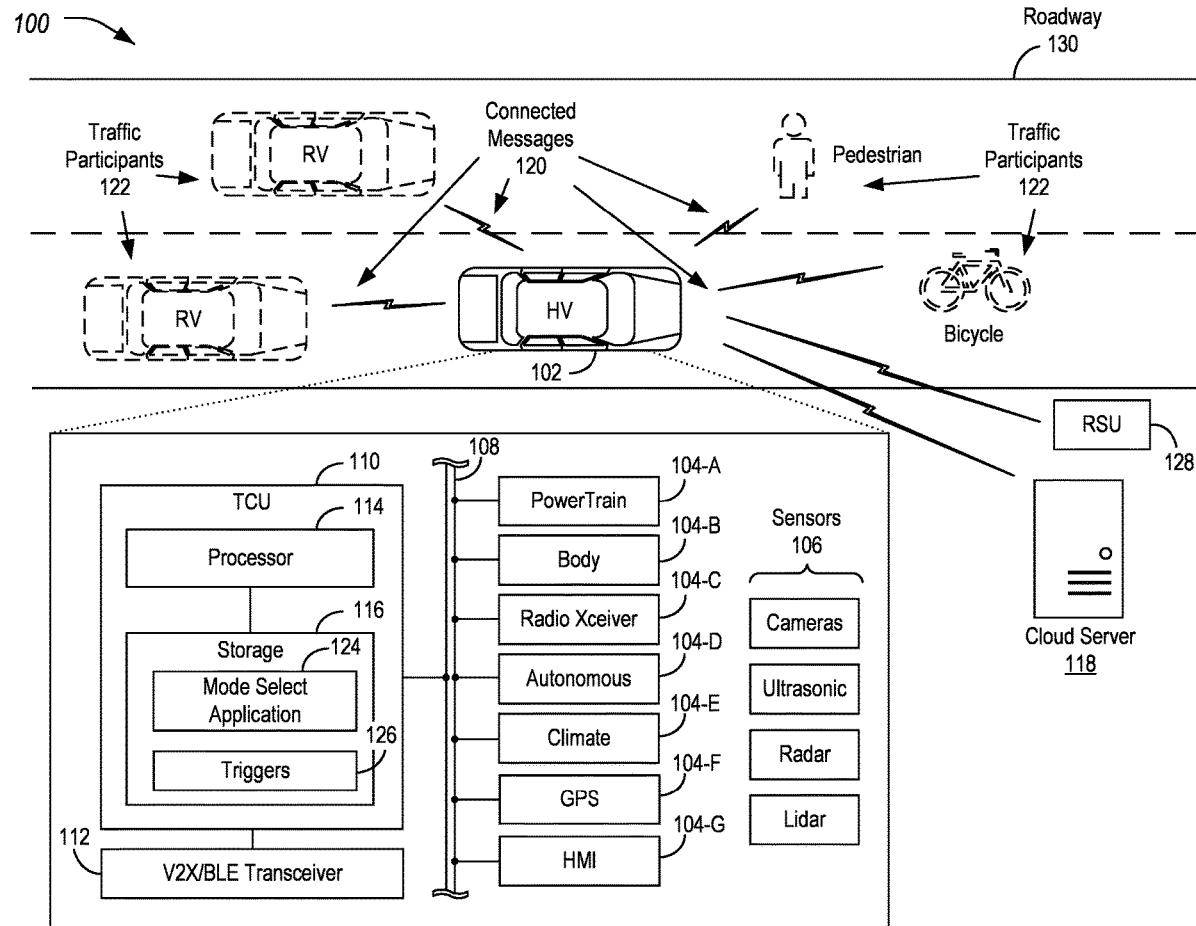 100
Roadway
130
Traffic
Participants
122
RV
Connected
Messages
120
Pedestrian
Traffic
Participants
122
RV
HV
102
Bicycle
RSU
128
Cloud Server
118
108
110
TCU
114
Processor
116
Storage
124
Mode Select
Application
126
Triggers
112
V2X/BLE Transceiver
104-A
PowerTrain
104-B
Body
104-C
Radio Xceiver
104-D
Autonomous
104-E
Climate
104-F
GPS
104-G
HMI
Sensors
106
Cameras
Ultrasonic
Radar
Lidar